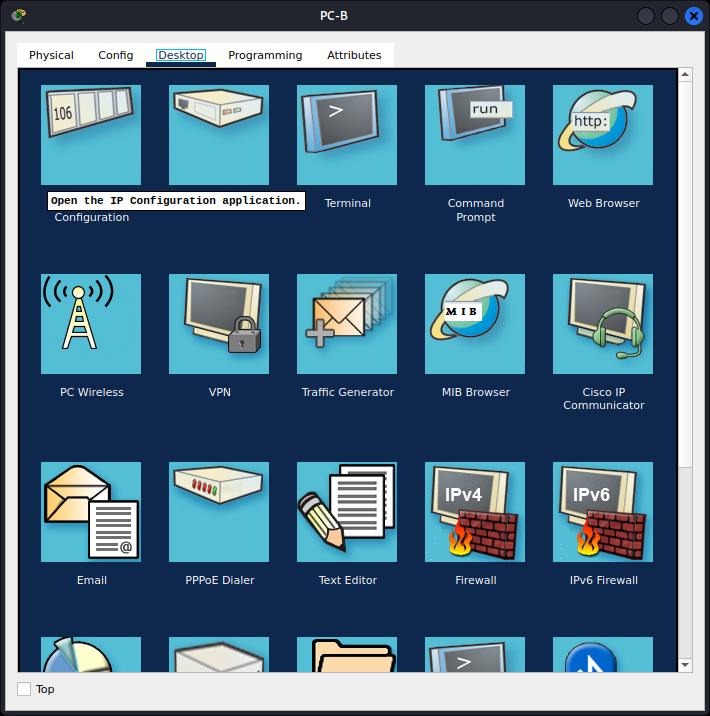 PC-B
Physical Config Desktop Programming Attributes
106
>
run
http:
Open the IP Configuration application.
Configuration
Terminal
Command
Prompt
Web Browser
MIB
PC Wireless
VPN
Traffic Generator
MIB Browser
Cisco IP
Communicator
@
IPv4
IPv6
Email
PPPoE Dialer
Text Editor
Firewall
IPv6 Firewall
>
Top